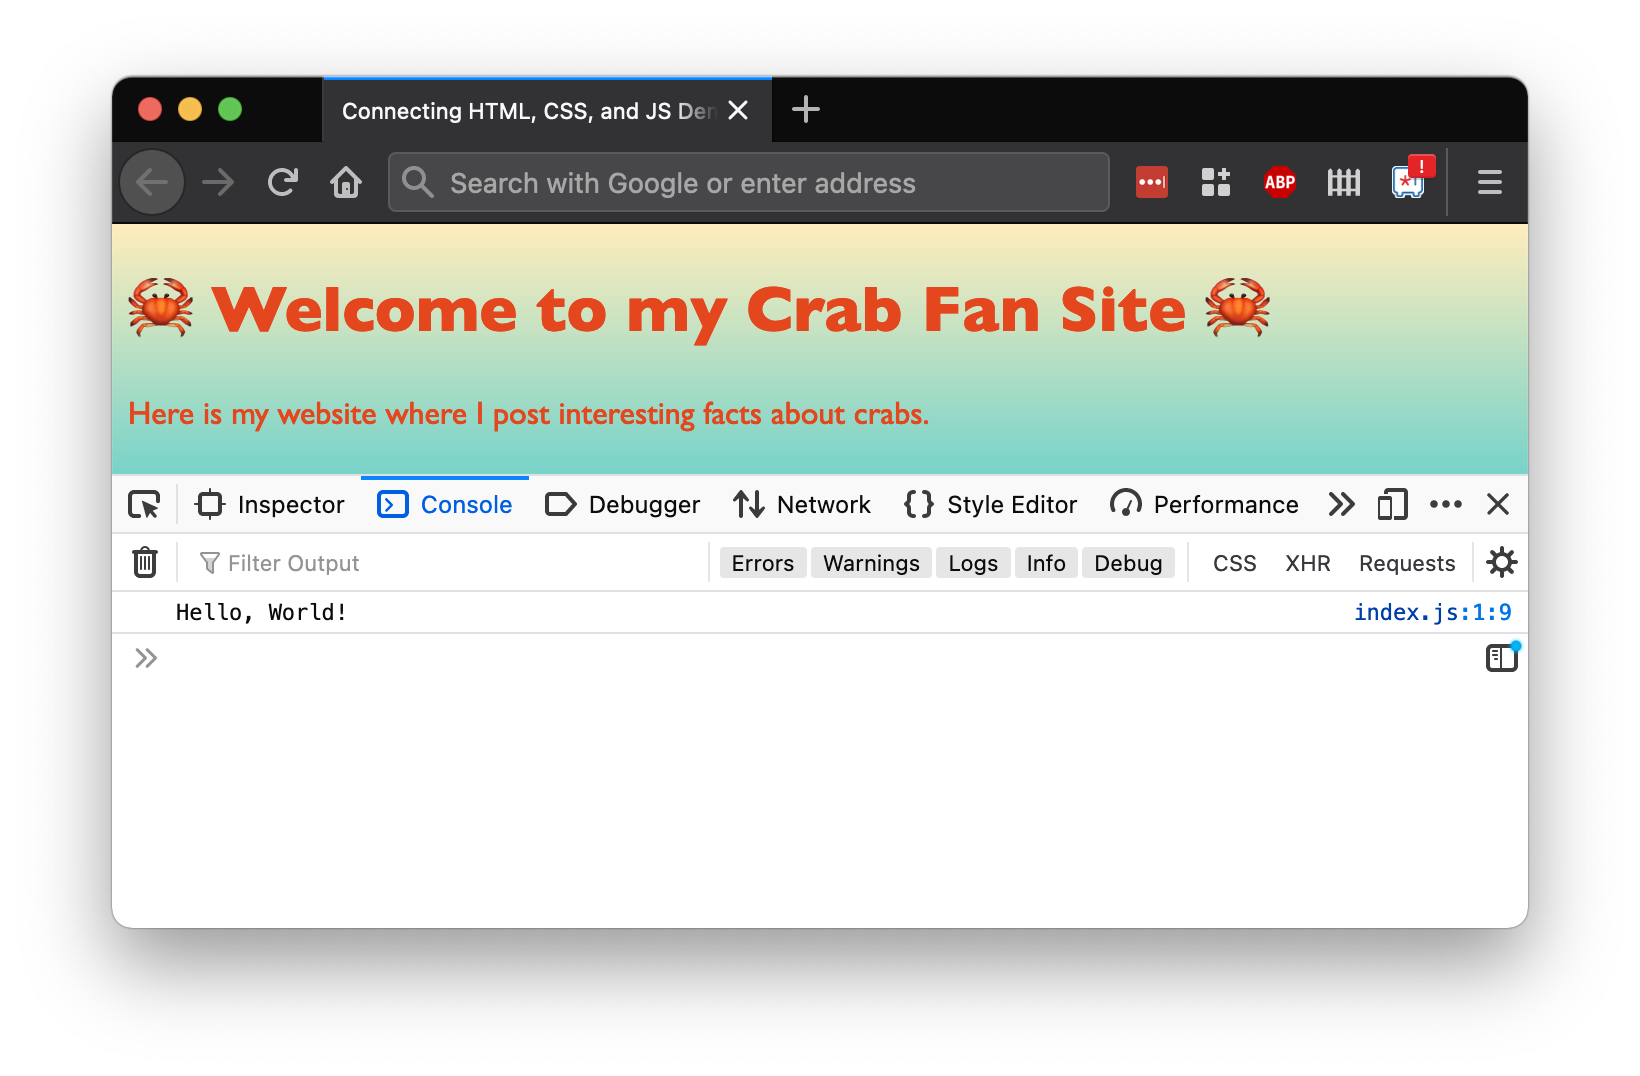 Connecting HTML, CSS, and JS Den
Search with Google or enter address
ABP
!
🦀 Welcome to my Crab Fan Site 🦀
Here is my website where I post interesting facts about crabs.
Inspector Console Debugger Network Style Editor Performance
Filter Output Errors Warnings Logs Info Debug CSS XHR Requests
Hello, World! index.js:1:9